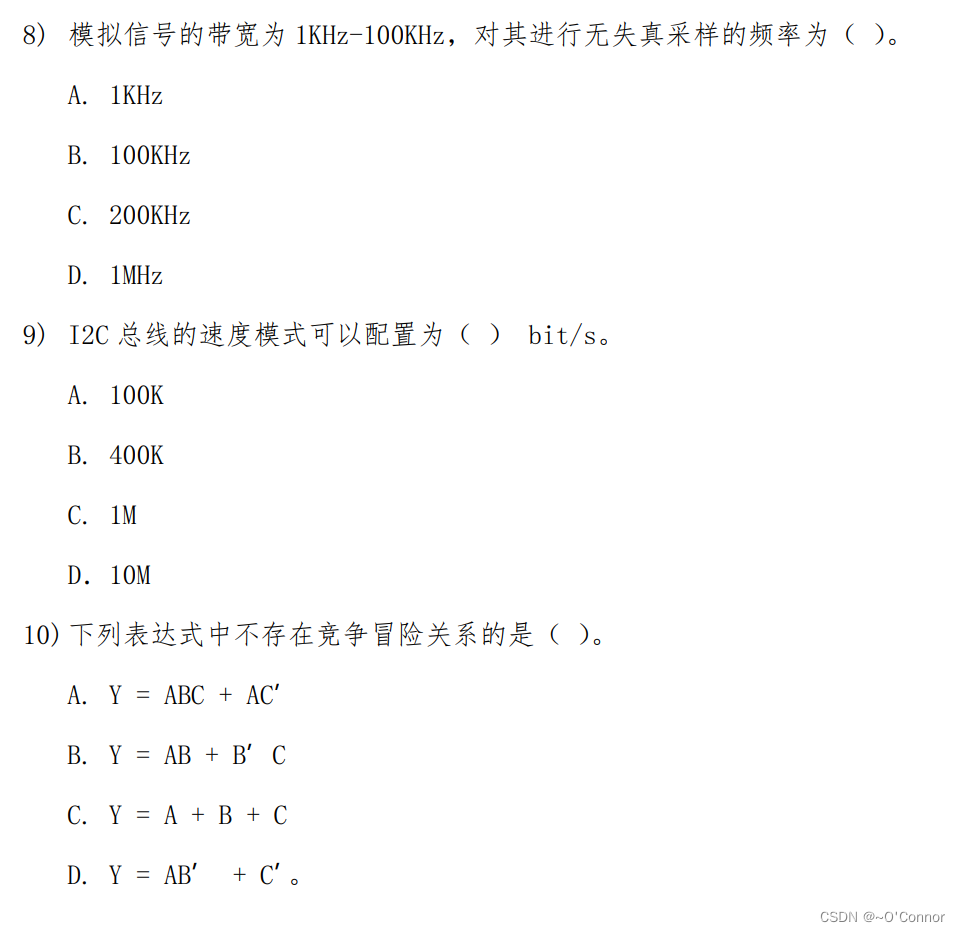 8) 模拟信号的带宽为 1KHz-100KHz，对其进行无失真采样的频率为（ ）。
A. 1KHz
B. 100KHz
C. 200KHz
D. 1MHz
9) I2C 总线的速度模式可以配置为（ ） bit/s。
A. 100K
B. 400K
C. 1M
D. 10M
10) 下列表达式中不存在竞争冒险关系的是（ ）。
A. Y = ABC + AC′
B. Y = AB + B′ C
C. Y = A + B + C
D. Y = AB′ + C′。
CSDN @~O'Connor